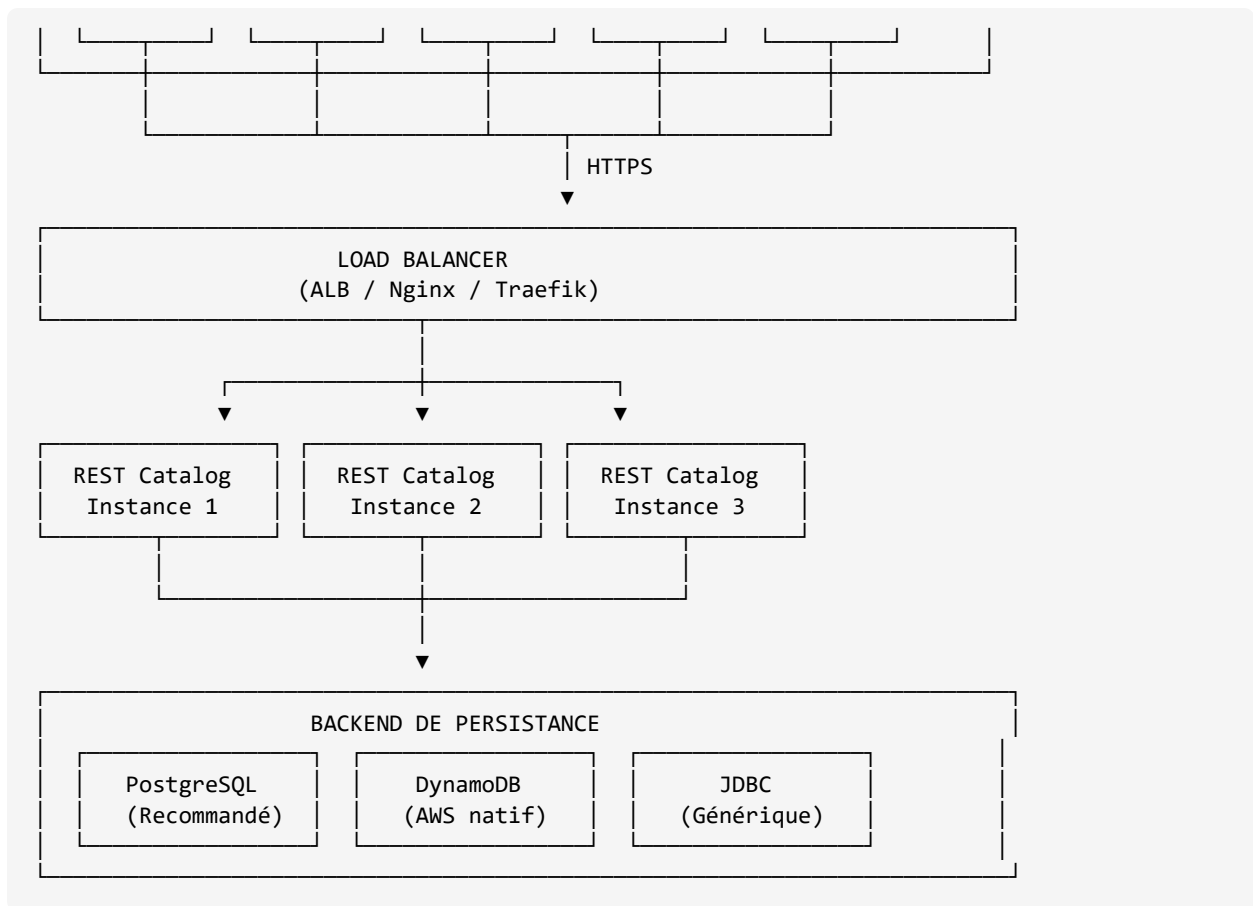 HTTPS
LOAD BALANCER
(ALB / Nginx / Traefik)
REST Catalog REST Catalog REST Catalog
Instance 1 Instance 2 Instance 3
BACKEND DE PERSISTANCE
PostgreSQL DynamoDB JDBC
(Recommandé) (AWS natif) (Générique)